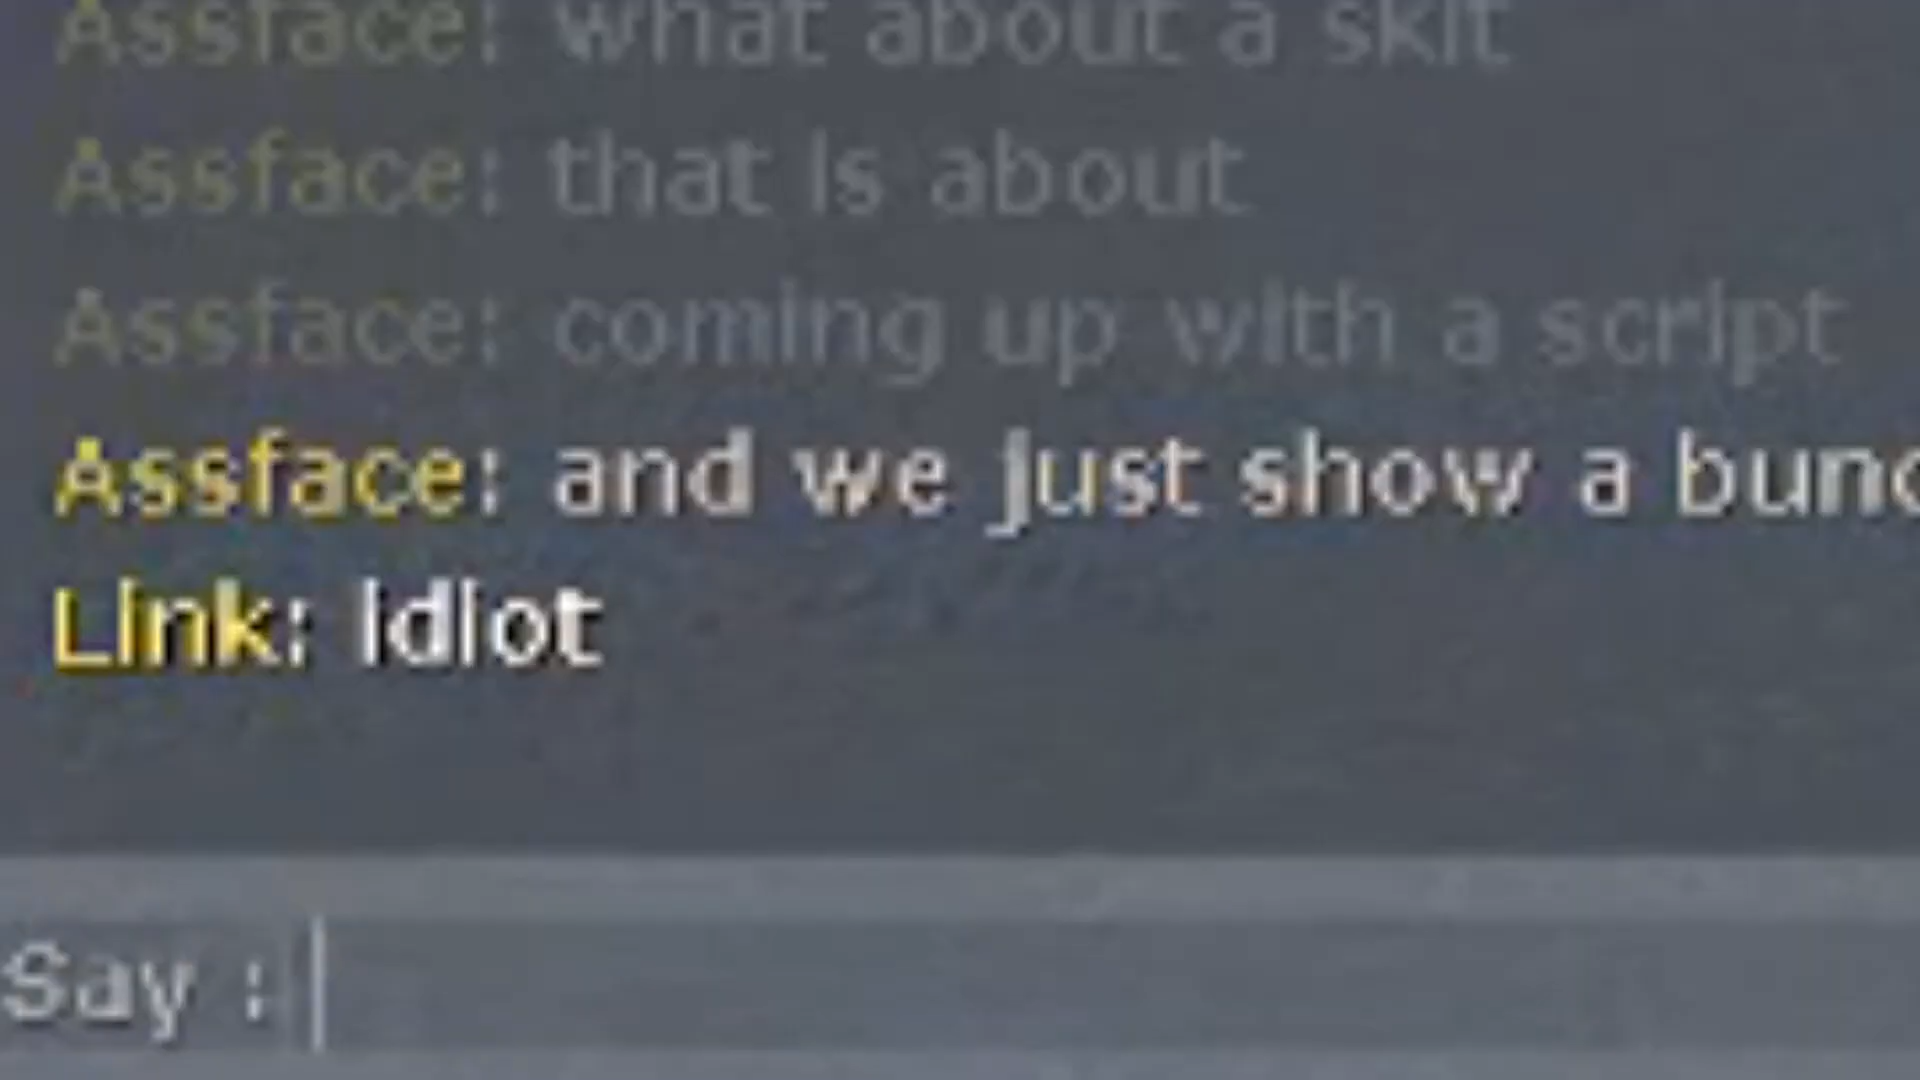 Assface: what about a skit
Assface: that is about
Assface: coming up with a script
Assface: and we just show a bunc
Link: idiot
Say :